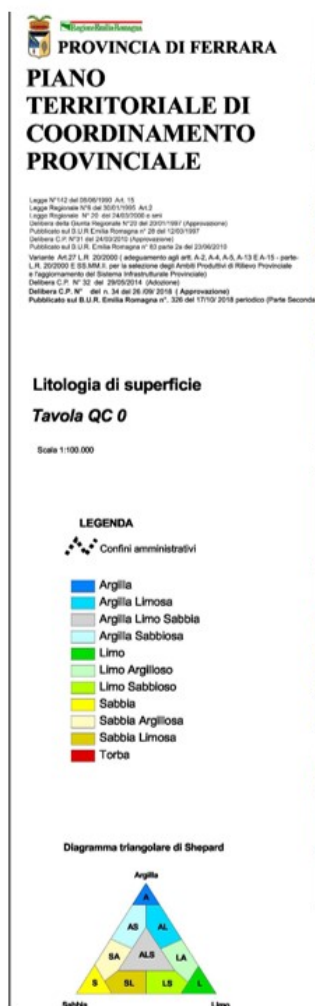 RegioneEmilia-Romagna
PROVINCIA DI FERRARA
PIANO
TERRITORIALE DI
COORDINAMENTO
PROVINCIALE
Legge N°142 del 08/06/1990 Art. 15
Legge Regionale N°6 del 30/01/1995 Art.2
Legge Regionale N° 20 del 24/03/2000 e smi
Delibera della Giunta Regionale N°20 del 23/01/1997 (Approvazione)
Pubblicato sul B.U.R Emilia Romagna n° 28 del 12/03/1997
Delibera C.P. N°31 del 24/03/2010 (Approvazione)
Pubblicato sul B.U.R. Emilia Romagna n° 83 parte 2a del 23/06/2010
Variante Art.27 L.R. 20/2000 ( adeguamento agli artt. A-2, A-4, A-5, A-13 E A-15 - parte-
L.R. 20/2000 E SS.MM.II. per la selezione degli Ambiti Produttivi di Rilievo Provinciale
e l'aggiornamento del Sistema Infrastrutturale Provinciale)
Delibera C.P. N° 32 del 29/05/2014 (Adozione)
Delibera C.P. N° del n. 34 del 26 /09/ 2018 ( Approvazione)
Pubblicato sul B.U.R. Emilia Romagna n°. 326 del 17/10/ 2018 periodico (Parte Seconda
Litologia di superficie
Tavola QC 0
Scala 1:100.000
LEGENDA
Confini amministrativi
Argilla
Argilla Limosa
Argilla Limo Sabbia
Argilla Sabbiosa
Limo
Limo Argilloso
Limo Sabbioso
Sabbia
Sabbia Argillosa
Sabbia Limosa
Torba
Diagramma triangolare di Shepard
Argilla
A
AS AL
SA ALS LA
S SL LS L
Sabbia Limo